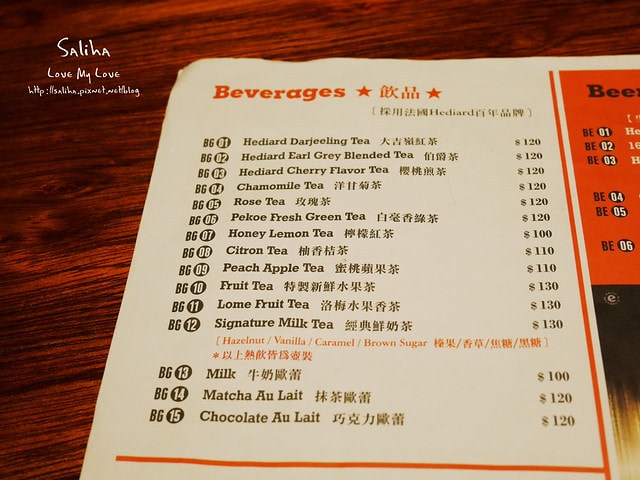 Saliha
Love My Love
http://saliha.pixnet.net/blog
Beverages ★ 飲品 ★
〔採用法國Hediard百年品牌〕
BG 01 Hediard Darjeeling Tea 大吉嶺紅茶 $120
BG 02 Hediard Earl Grey Blended Tea 伯爵茶 $120
BG 03 Hediard Cherry Flavor Tea 櫻桃煎茶 $120
BG 04 Chamomile Tea 洋甘菊茶 $120
BG 05 Rose Tea 玫瑰茶 $120
BG 06 Pekoe Fresh Green Tea 白毫香綠茶 $120
BG 07 Honey Lemon Tea 檸檬紅茶 $100
BG 08 Citron Tea 柚香桔茶 $110
BG 09 Peach Apple Tea 蜜桃蘋果茶 $110
BG 10 Fruit Tea 特製新鮮水果茶 $130
BG 11 Lome Fruit Tea 洛梅水果香茶 $130
BG 12 Signature Milk Tea 經典鮮奶茶 $130
〔Hazelnut / Vanilla / Caramel / Brown Sugar 榛果/香草/焦糖/黑糖〕
*以上熱飲皆為壺裝
BG 13 Milk 牛奶歐蕾 $100
BG 14 Matcha Au Lait 抹茶歐蕾 $120
BG 15 Chocolate Au Lait 巧克力歐蕾 $120
Beer
BE 01 He
BE 02 16
BE 03 H
BE 04
BE 05
BE 06